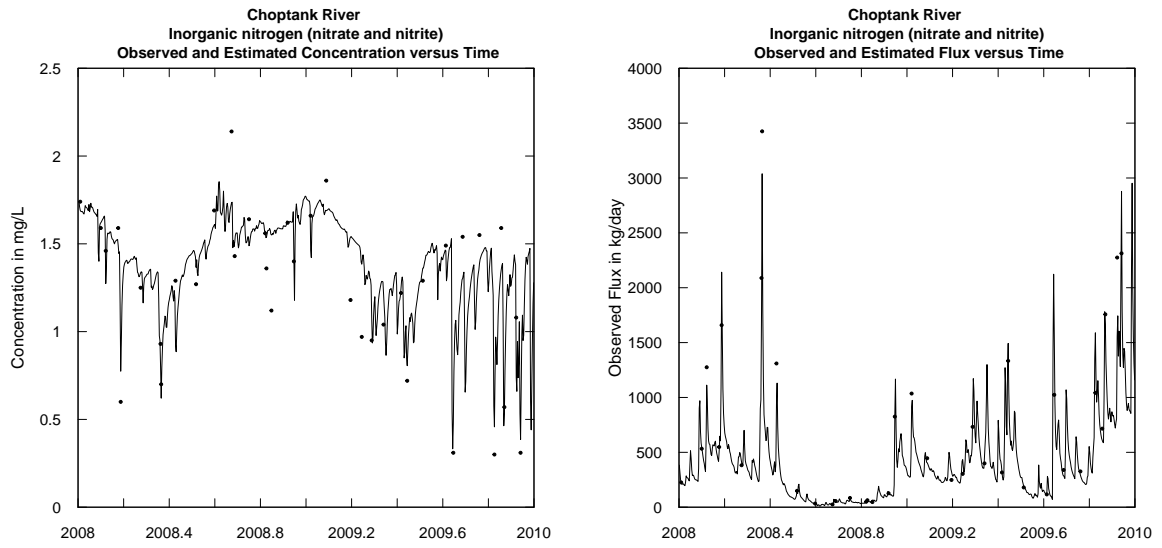 Choptank River
Inorganic nitrogen (nitrate and nitrite)
Observed and Estimated Concentration versus Time
2.5
2
1.5
1
0.5
0
Concentration in mg/L
2008 2008.4 2008.8 2009.2 2009.6 2010
Choptank River
Inorganic nitrogen (nitrate and nitrite)
Observed and Estimated Flux versus Time
4000
3500
3000
2500
2000
1500
1000
500
0
Observed Flux in kg/day
2008 2008.4 2008.8 2009.2 2009.6 2010